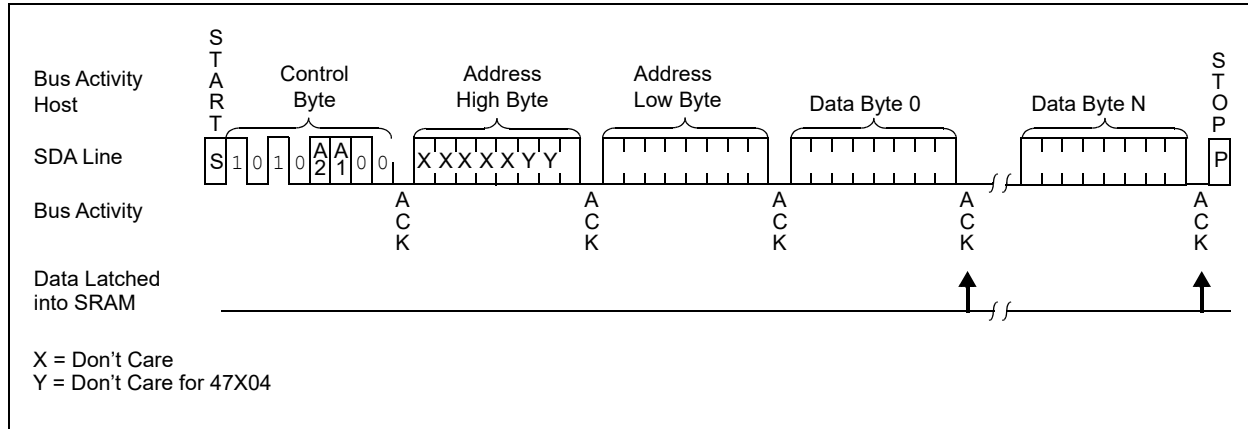 START
Bus Activity
Host
Control
Byte
Address
High Byte
Address
Low Byte
Data Byte 0
Data Byte N
STOP
SDA Line
S 1 0 1 0 A2 A1 0 0
X X X X X Y Y
P
Bus Activity
ACK
ACK
ACK
ACK
ACK
Data Latched
into SRAM
X = Don't Care
Y = Don't Care for 47X04